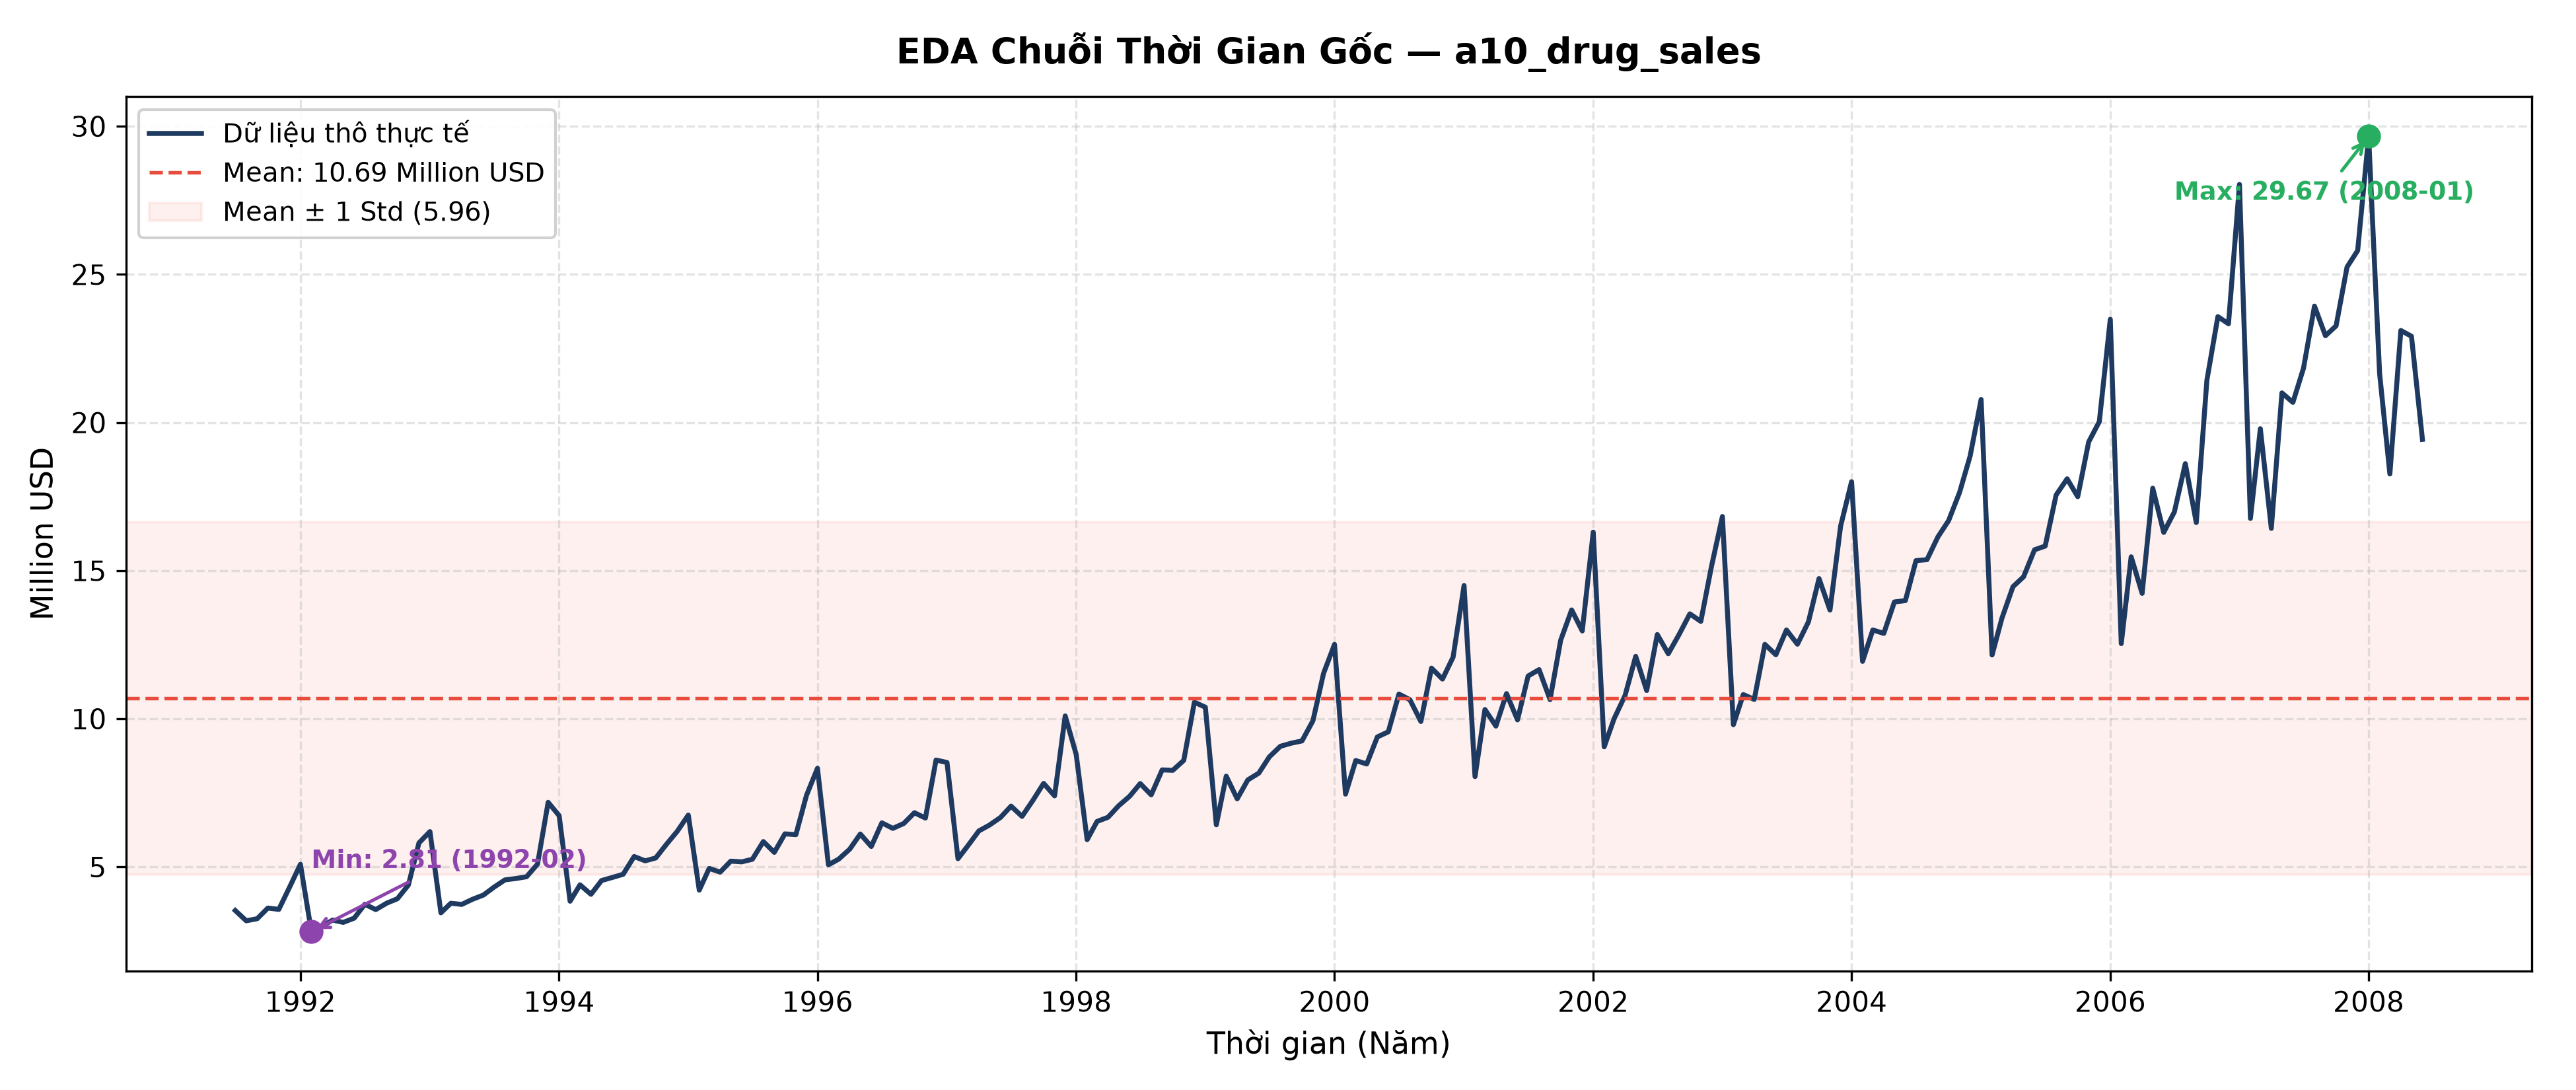 EDA Chuỗi Thời Gian Gốc — a10_drug_sales
Dữ liệu thô thực tế
Mean: 10.69 Million USD
Mean ± 1 Std (5.96)
Max: 29.67 (2008-01)
Min: 2.81 (1992-02)
Million USD
30
25
20
15
10
5
1992
1994
1996
1998
2000
2002
2004
2006
2008
Thời gian (Năm)